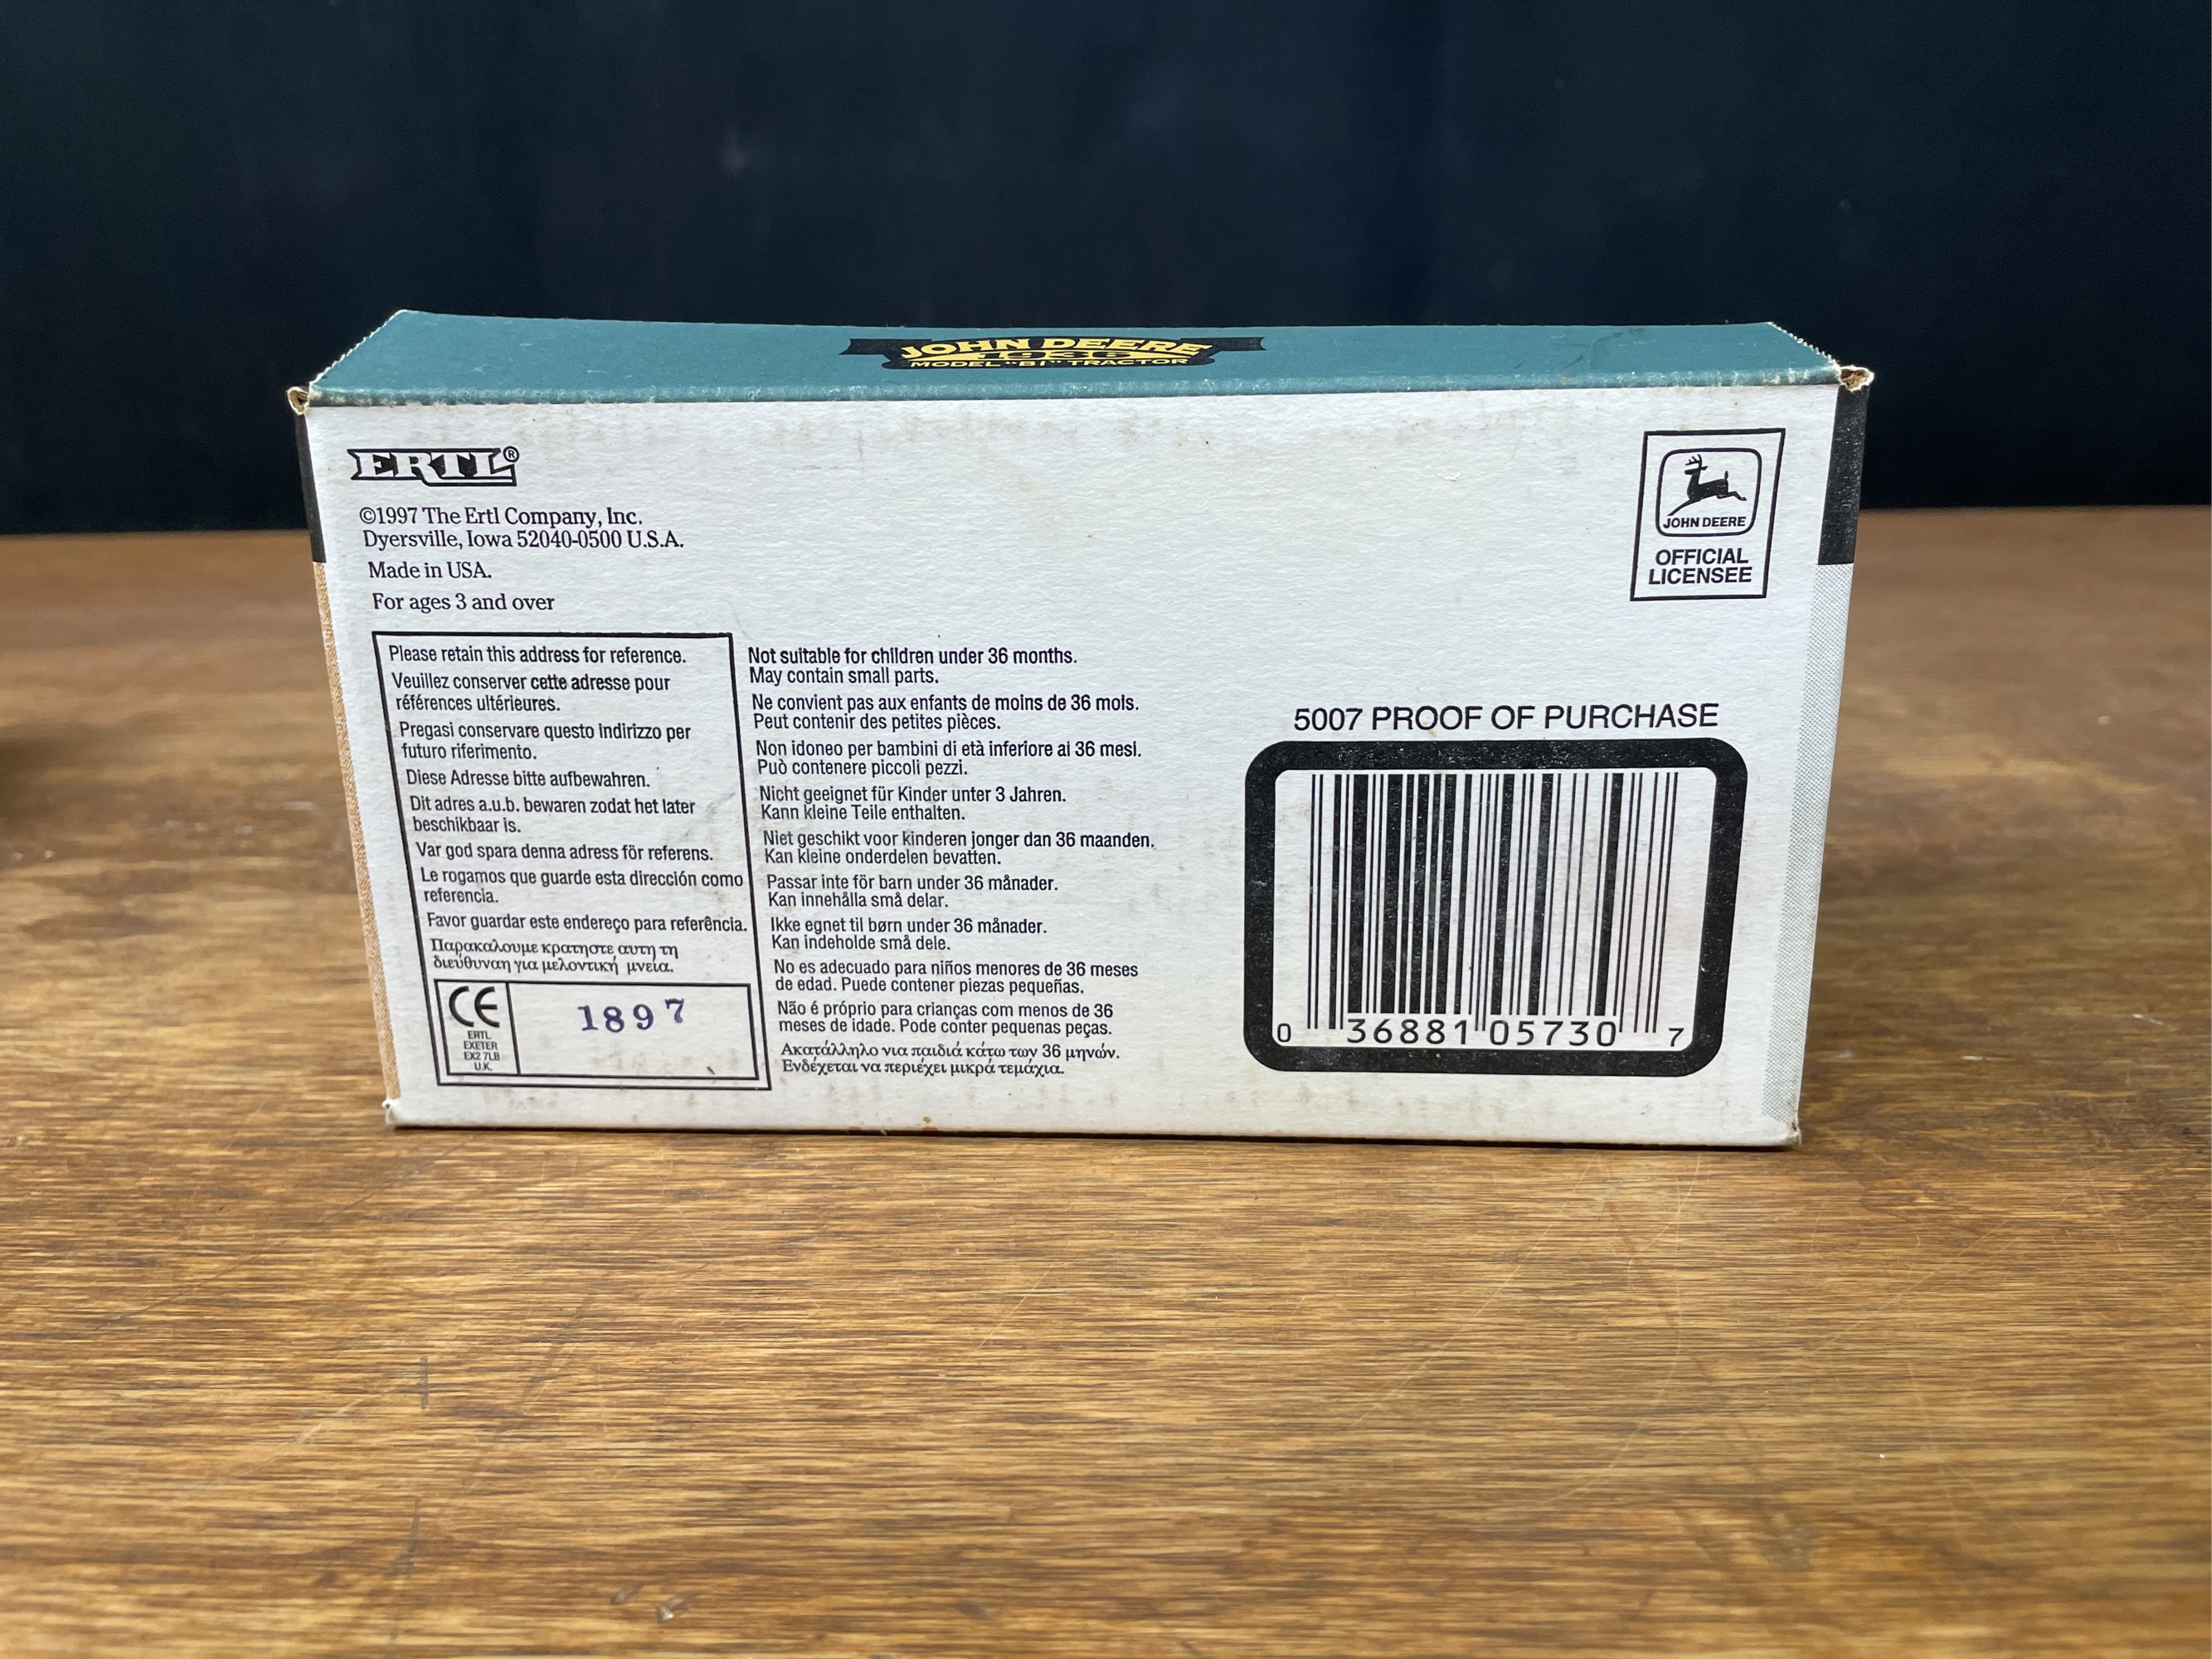 JOHN DEERE
1936
MODEL "BI" TRACTOR
ERTL®
©1997 The Ertl Company, Inc.
Dyersville, Iowa 52040-0500 U.S.A.
Made in USA.
For ages 3 and over
Please retain this address for reference.
Veuillez conserver cette adresse pour
références ultérieures.
Pregasi conservare questo indirizzo per
futuro riferimento.
Diese Adresse bitte aufbewahren.
Dit adres a.u.b. bewaren zodat het later
beschikbaar is.
Var god spara denna adress för referens.
Le rogamos que guarde esta dirección como
referencia.
Favor guardar este endereço para referência.
Παρακαλουμε κρατηστε αυτη τη
διεύθυναη για μελοντική μνεία.
CE
ERTL
EXETER
EX2 7LB
U.K.
1897
Not suitable for children under 36 months.
May contain small parts.
Ne convient pas aux enfants de moins de 36 mois.
Peut contenir des petites pièces.
Non idoneo per bambini di età inferiore ai 36 mesi.
Può contenere piccoli pezzi.
Nicht geeignet für Kinder unter 3 Jahren.
Kann kleine Teile enthalten.
Niet geschikt voor kinderen jonger dan 36 maanden.
Kan kleine onderdelen bevatten.
Passar inte för barn under 36 månader.
Kan innehålla små delar.
Ikke egnet til børn under 36 månader.
Kan indeholde små dele.
No es adecuado para niños menores de 36 meses
de edad. Puede contener piezas pequeñas.
Não é próprio para crianças com menos de 36
meses de idade. Pode conter pequenas peças.
Ακατάλληλο νια παιδιά κάτω των 36 μηνών.
Ενδέχεται να περιέχει μικρά τεμάχια.
JOHN DEERE
OFFICIAL
LICENSEE
5007 PROOF OF PURCHASE
0 36881 05730 7